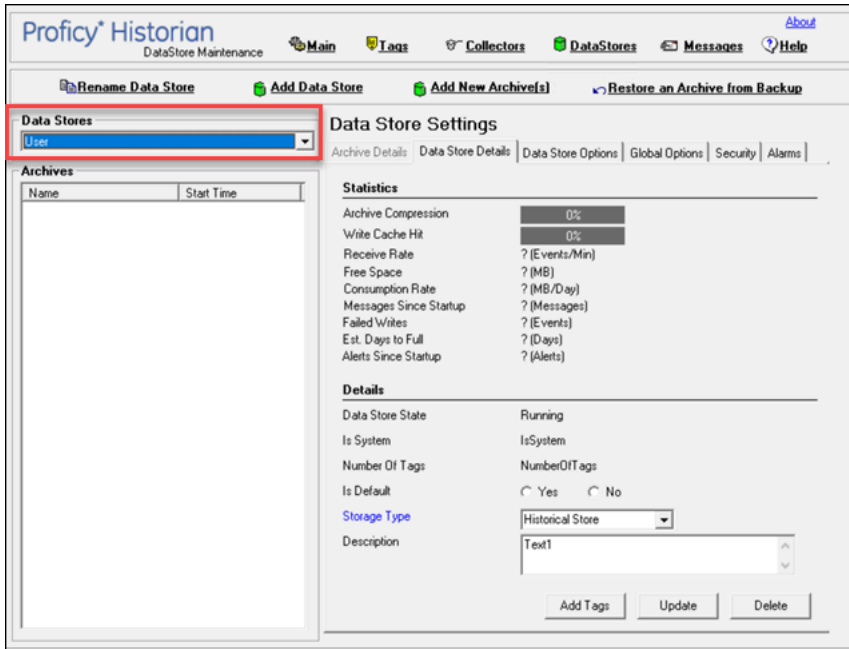 Proficy* Historian
DataStore Maintenance
Main
Tags
Collectors
DataStores
Messages
About
Help
Rename Data Store
Add Data Store
Add New Archive[s]
Restore an Archive from Backup
Data Stores
User
Archives
Name Start Time
Data Store Settings
Archive Details Data Store Details Data Store Options Global Options Security Alarms
Statistics
Archive Compression 0%
Write Cache Hit 0%
Receive Rate ? (Events/Min)
Free Space ? (MB)
Consumption Rate ? (MB/Day)
Messages Since Startup ? (Messages)
Failed Writes ? (Events)
Est. Days to Full ? (Days)
Alerts Since Startup ? (Alerts)
Details
Data Store State Running
Is System IsSystem
Number Of Tags NumberOfTags
Is Default Yes No
Storage Type Historical Store
Description Text1
Add Tags Update Delete